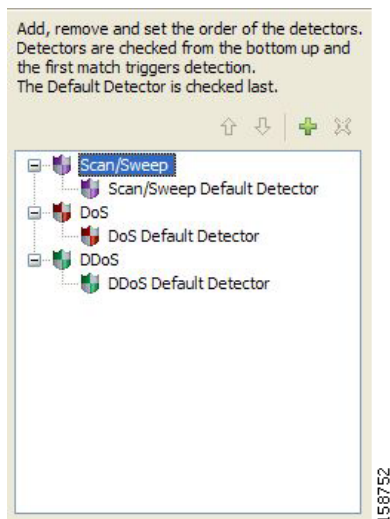 Add, remove and set the order of the detectors.
Detectors are checked from the bottom up and
the first match triggers detection.
The Default Detector is checked last.
Scan/Sweep
Scan/Sweep Default Detector
DoS
DoS Default Detector
DDoS
DDoS Default Detector
158752